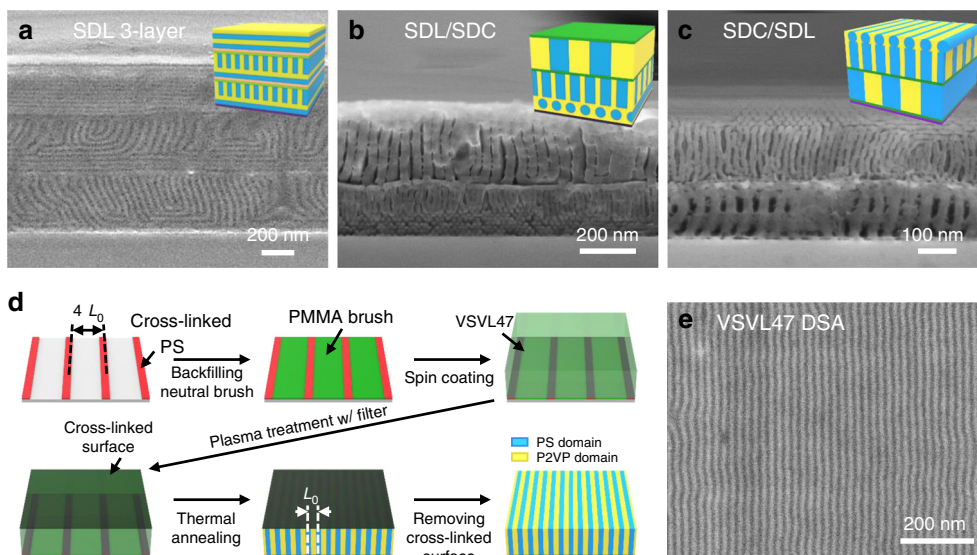 a SDL 3-layer
200 nm
b SDL/SDC
200 nm
c SDC/SDL
100 nm
d
4 L₀
Cross-linked
PS
Backfilling
neutral brush
PMMA brush
Spin coating
VSVL47
Plasma treatment w/ filter
Cross-linked
surface
Thermal
annealing
L₀
Removing
cross-linked
surface
PS domain
P2VP domain
e VSVL47 DSA
200 nm